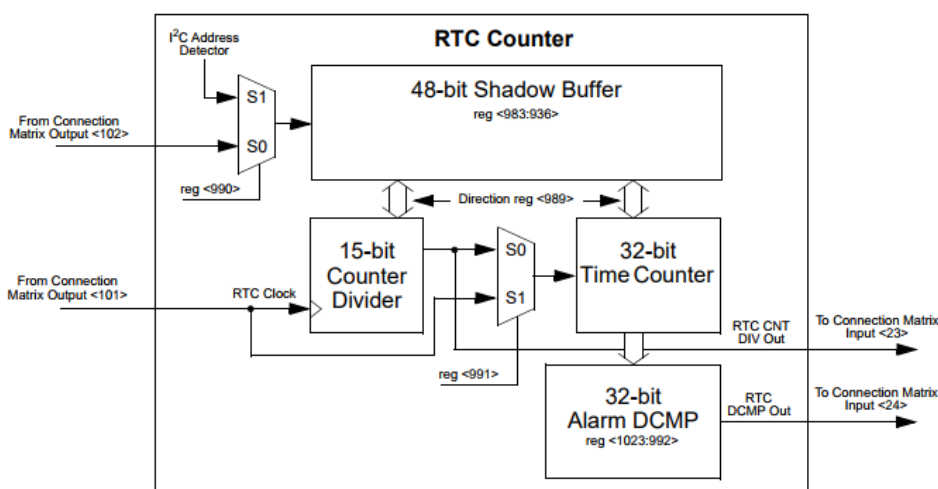 I²C Address
Detector
RTC Counter
48-bit Shadow Buffer
reg <983:936>
S1
S0
From Connection
Matrix Output <102>
reg <990>
Direction reg <989>
15-bit
Counter
Divider
S0
S1
32-bit
Time Counter
From Connection
Matrix Output <101>
RTC Clock
RTC CNT
DIV Out
To Connection Matrix
Input <23>
reg <991>
32-bit
Alarm DCMP
reg <1023:992>
RTC
DCMP Out
To Connection Matrix
Input <24>